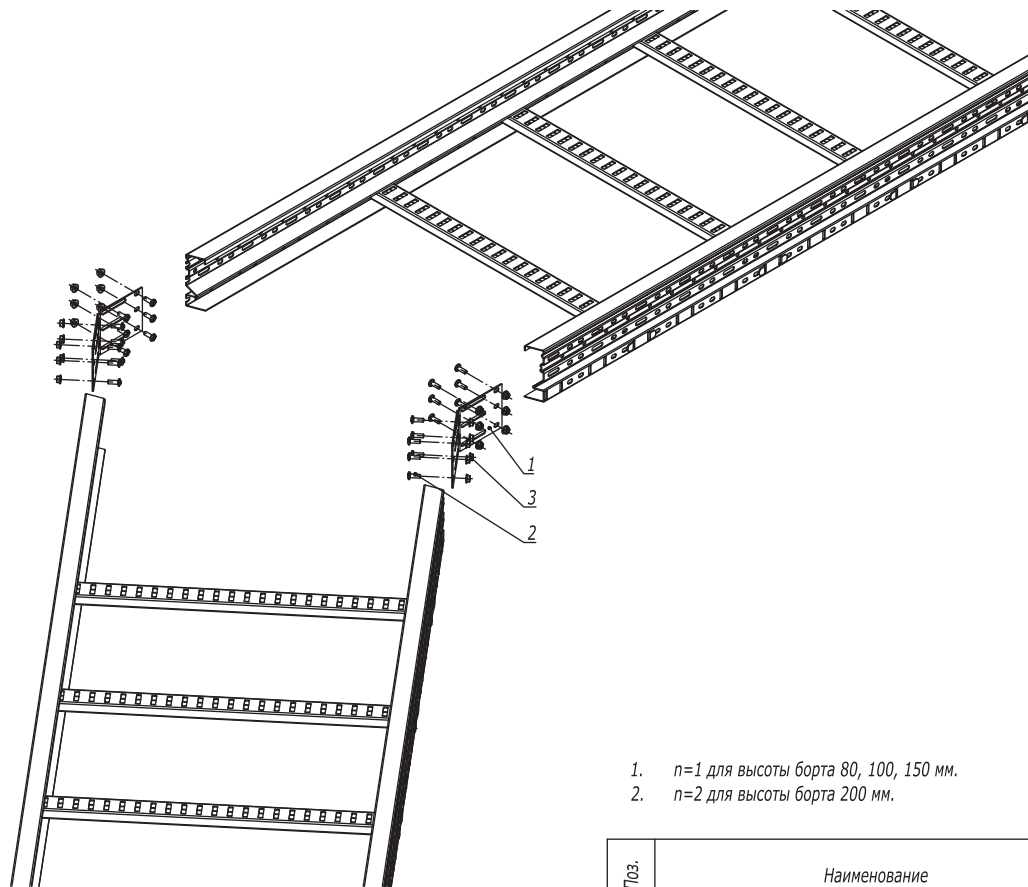 1
3
2
1. n=1 для высоты борта 80, 100, 150 мм.
2. n=2 для высоты борта 200 мм.
Поз.
Наименование